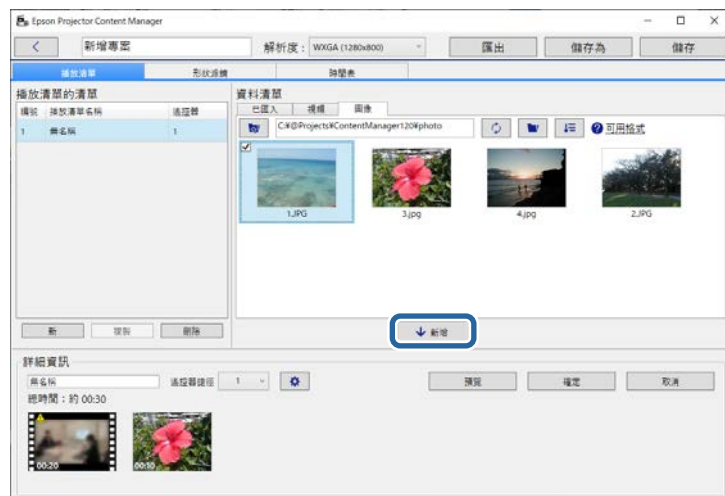 Epson Projector Content Manager
新增專案 解析度： WXGA (1280x800) 匯出 儲存為 儲存
播放清單 形狀濾鏡 時間表
播放清單的清單 資料清單
編號 播放清單名稱 遙控器 已匯入 視頻 圖像
1 無名稱 1 C:¥@Projects¥ContentManager120¥photo 可用格式
1.JPG 3.jpg 4.jpg 2.JPG
新 複製 刪除 新增
詳細資訊
無名稱 遙控器捷徑 1 預覽 確定 取消
總時間：約 00:30
00:20 00:10